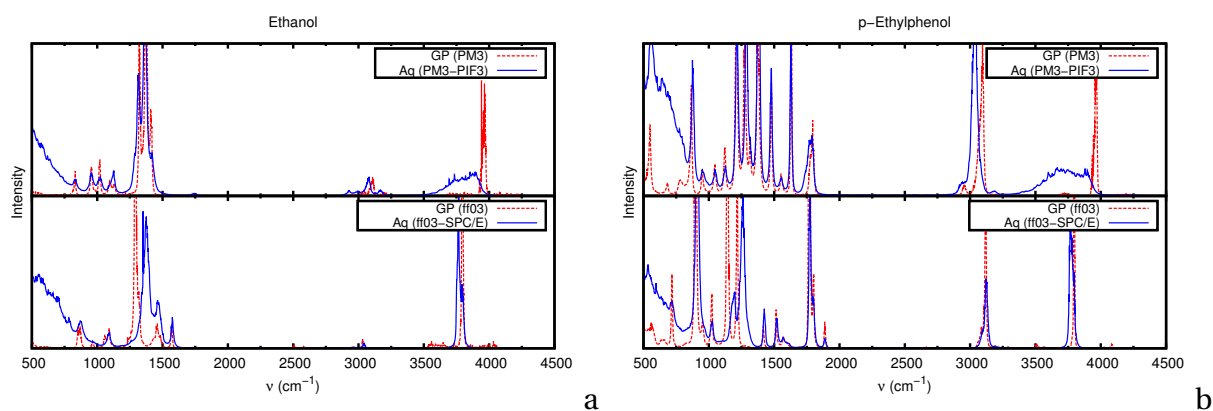 Ethanol
GP (PM3)
Aq (PM3−PIF3)
Intensity
GP (ff03)
Aq (ff03−SPC/E)
500 1000 1500 2000 2500 3000 3500 4000 4500
ν (cm⁻¹)
a
p−Ethylphenol
GP (PM3)
Aq (PM3−PIF3)
Intensity
GP (ff03)
Aq (ff03−SPC/E)
500 1000 1500 2000 2500 3000 3500 4000 4500
ν (cm⁻¹)
b